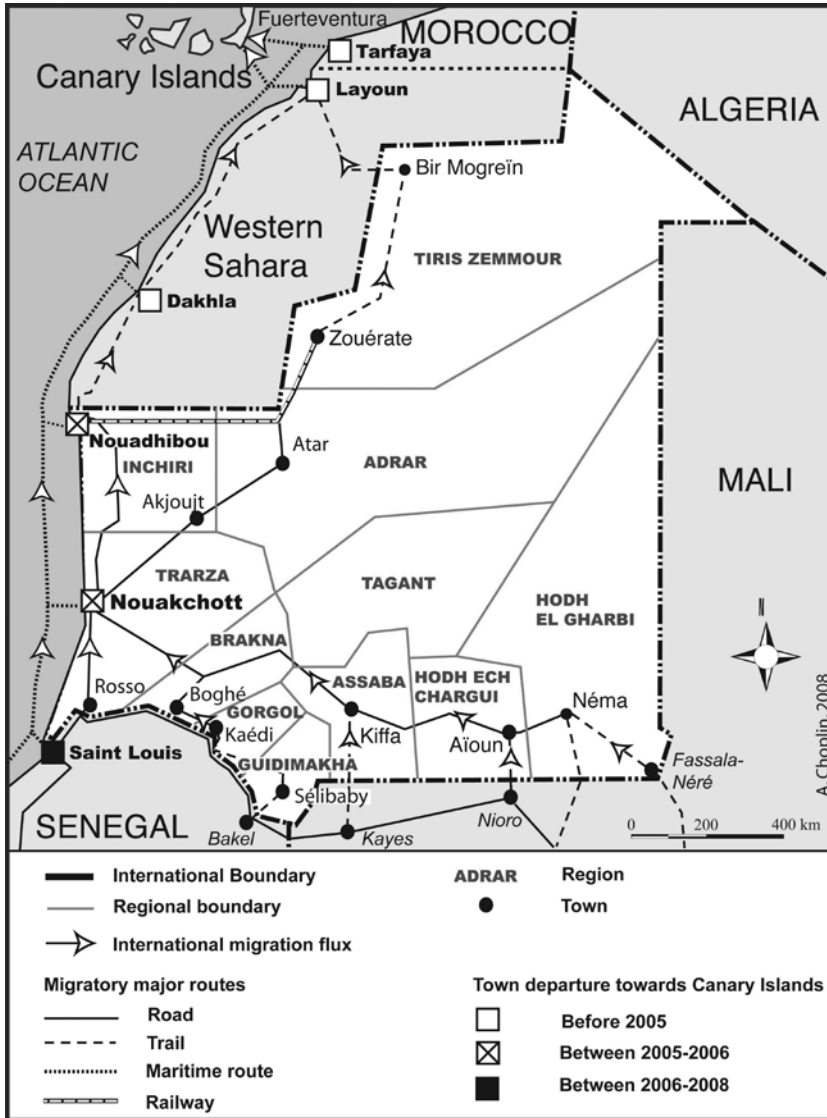 Fuerteventura
MOROCCO
Tarfaya
Canary Islands
Layoun
ALGERIA
ATLANTIC
OCEAN
Bir Mogreïn
Western
Sahara
TIRIS ZEMMOUR
Dakhla
Zouérate
Nouadhibou
Atar
INCHIRI
ADRAR
MALI
Akjoujt
TRARZA
TAGANT
Nouakchott
HODH
EL GHARBI
N
BRAKNA
ASSABA
HODH ECH
CHARGUI
Rosso
Boghé
GORGOL
Kaédi
Kiffa
Néma
Aïoun
Saint Louis
GUIDIMAKHA
Fassala-
Néré
Sélibaby
A. Choplin, 2008
SENEGAL
Bakel
Kayes
Nioro
0 200 400 km
International Boundary
Regional boundary
International migration flux
ADRAR Region
Town
Migratory major routes
Road
Trail
Maritime route
Railway
Town departure towards Canary Islands
Before 2005
Between 2005-2006
Between 2006-2008